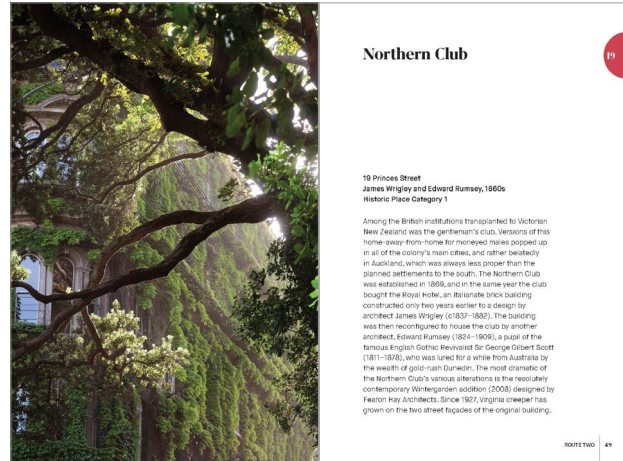 Northern Club
19
19 Princes Street
James Wrigley and Edward Rumsey, 1860s
Historic Place Category 1
Among the British institutions transplanted to Victorian
New Zealand was the gentleman's club. Versions of this
home-away-from-home for moneyed males popped up
in all of the colony's main cities, and rather belatedly
in Auckland, which was always less proper than the
planned settlements to the south. The Northern Club
was established in 1869, and in the same year the club
bought the Royal Hotel, an Italianate brick building
constructed only two years earlier to a design by
architect James Wrigley (c1837–1882). The building
was then reconfigured to house the club by another
architect, Edward Rumsey (1824–1909), a pupil of the
famous English Gothic Revivalist Sir George Gilbert Scott
(1811–1878), who was lured for a while from Australia by
the wealth of gold-rush Dunedin. The most dramatic of
the Northern Club's various alterations is the resolutely
contemporary Wintergarden addition (2008) designed by
Fearon Hay Architects. Since 1927, Virginia creeper has
grown on the two street façades of the original building.
ROUTE TWO
49